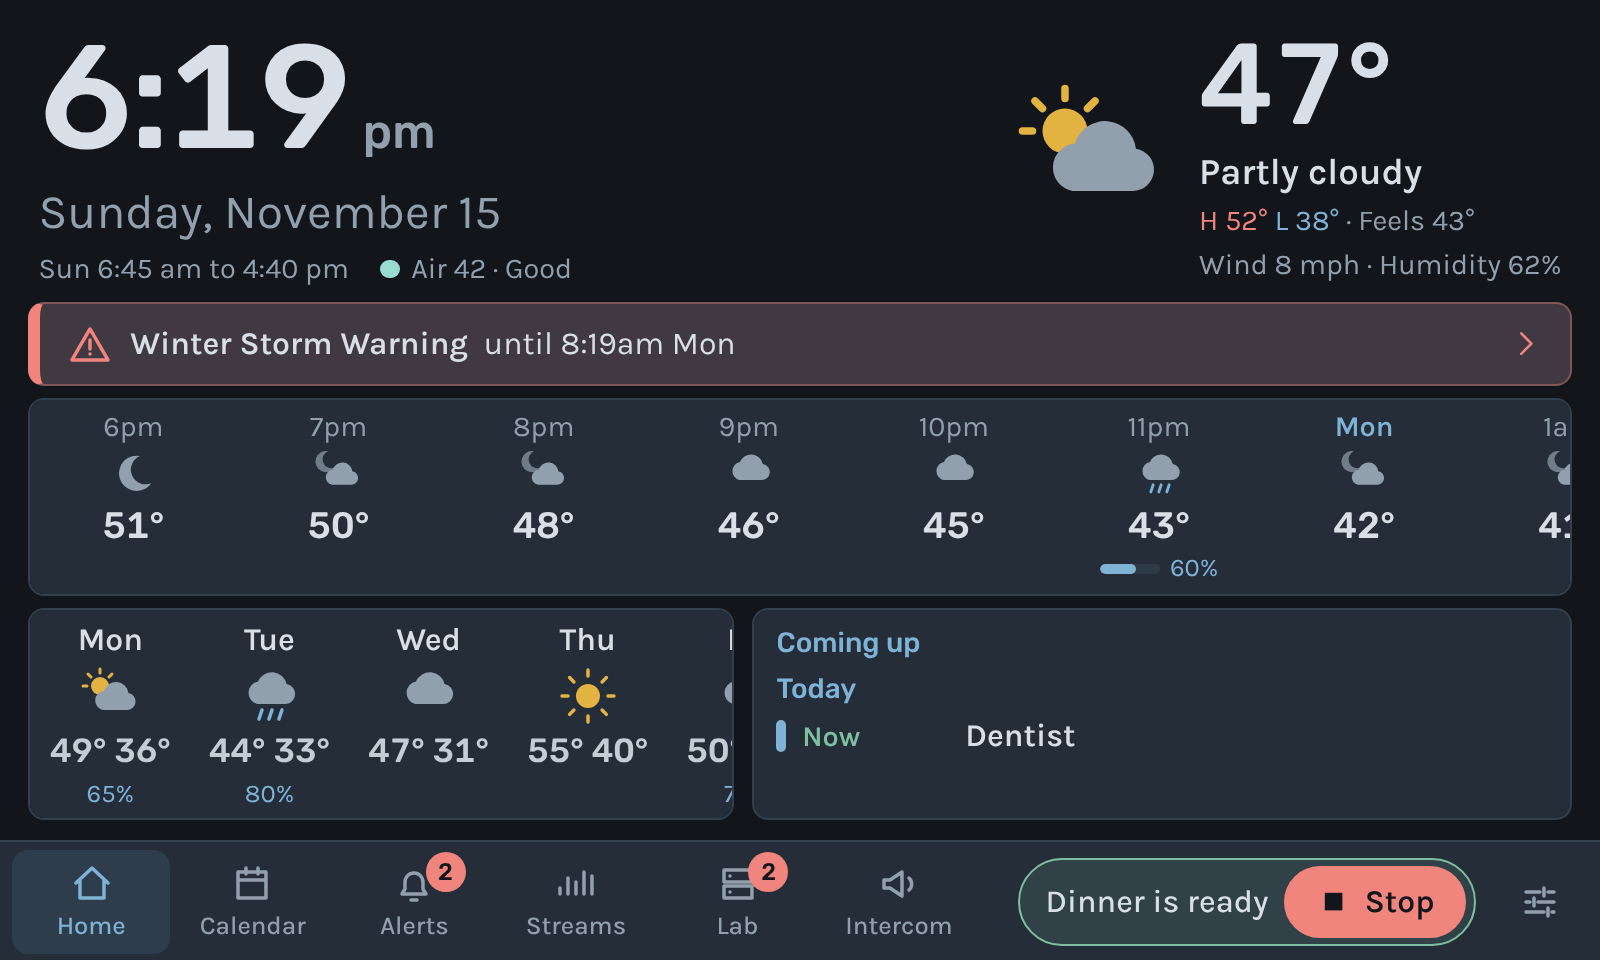 6:19 pm
Sunday, November 15
Sun 6:45 am to 4:40 pm Air 42 · Good
47°
Partly cloudy
H 52° L 38° · Feels 43°
Wind 8 mph · Humidity 62%
Winter Storm Warning until 8:19am Mon
6pm 7pm 8pm 9pm 10pm 11pm Mon 1a
51° 50° 48° 46° 45° 43° 42° 41
60%
Mon Tue Wed Thu
49° 36° 44° 33° 47° 31° 55° 40° 50°
65% 80% 7
Coming up
Today
Now Dentist
2 2
Home Calendar Alerts Streams Lab Intercom
Dinner is ready Stop